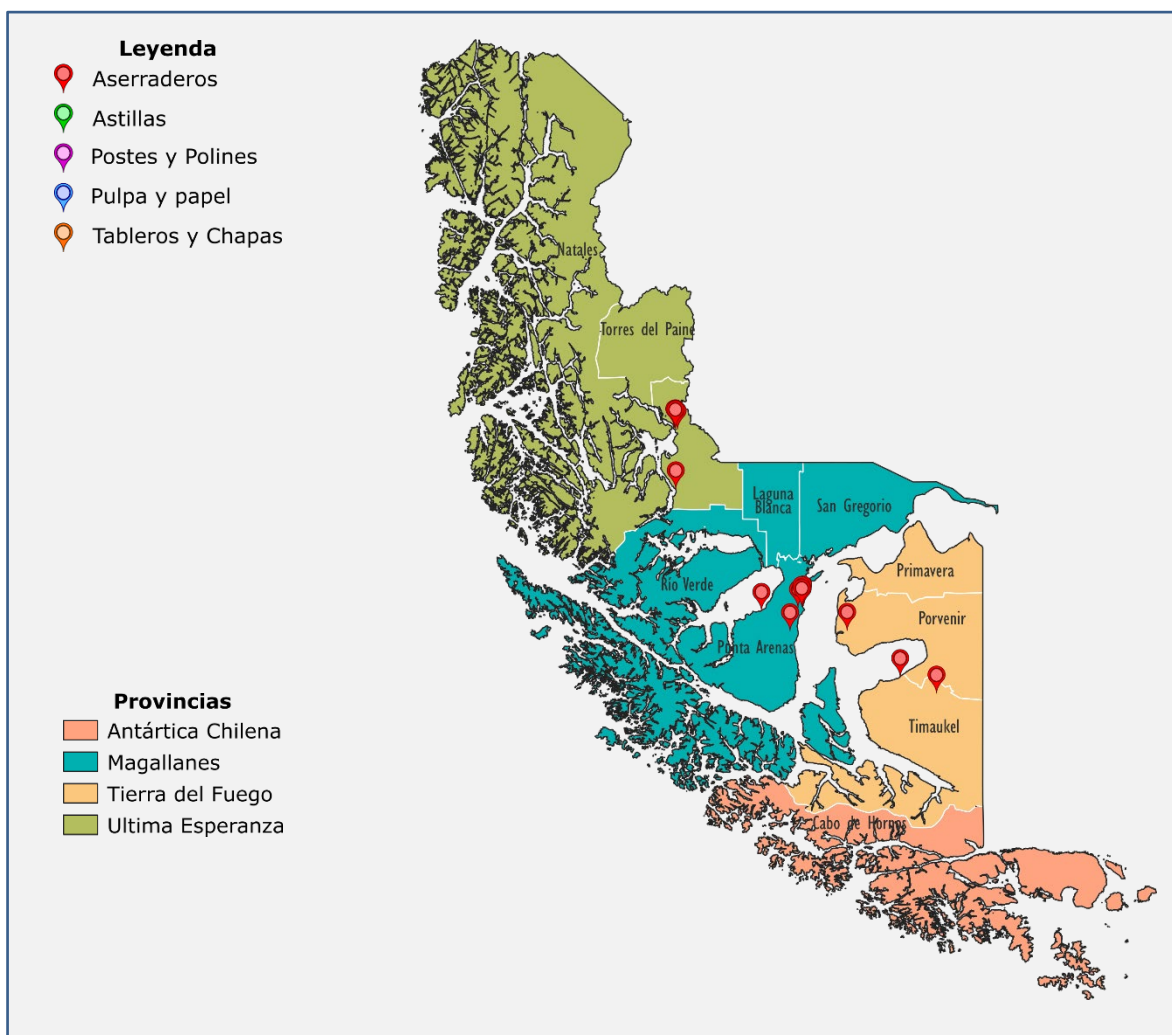 Leyenda
Aserraderos
Astillas
Postes y Polines
Pulpa y papel
Tableros y Chapas
Natales
Torres del Paine
Laguna
Blanca
San Gregorio
Primavera
Río Verde
Porvenir
Punta Arenas
Timaukel
Cabo de Hornos
Provincias
Antártica Chilena
Magallanes
Tierra del Fuego
Ultima Esperanza